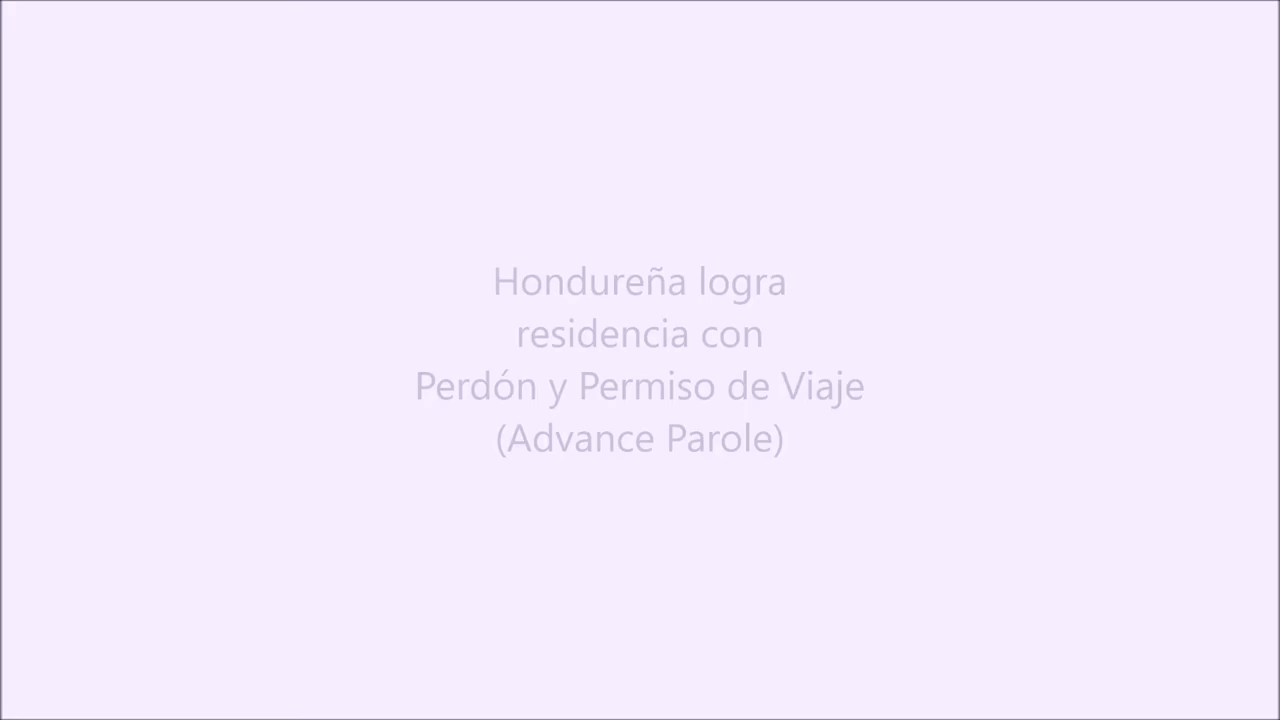 Hondureña logra
residencia con
Perdón y Permiso de Viaje
(Advance Parole)